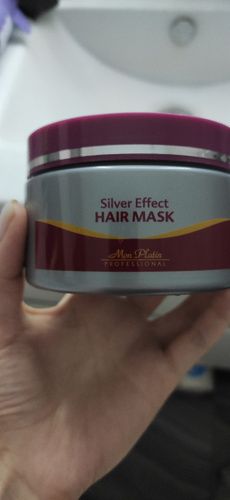 Silver Effect
HAIR MASK
Mon Platin
PROFESSIONAL